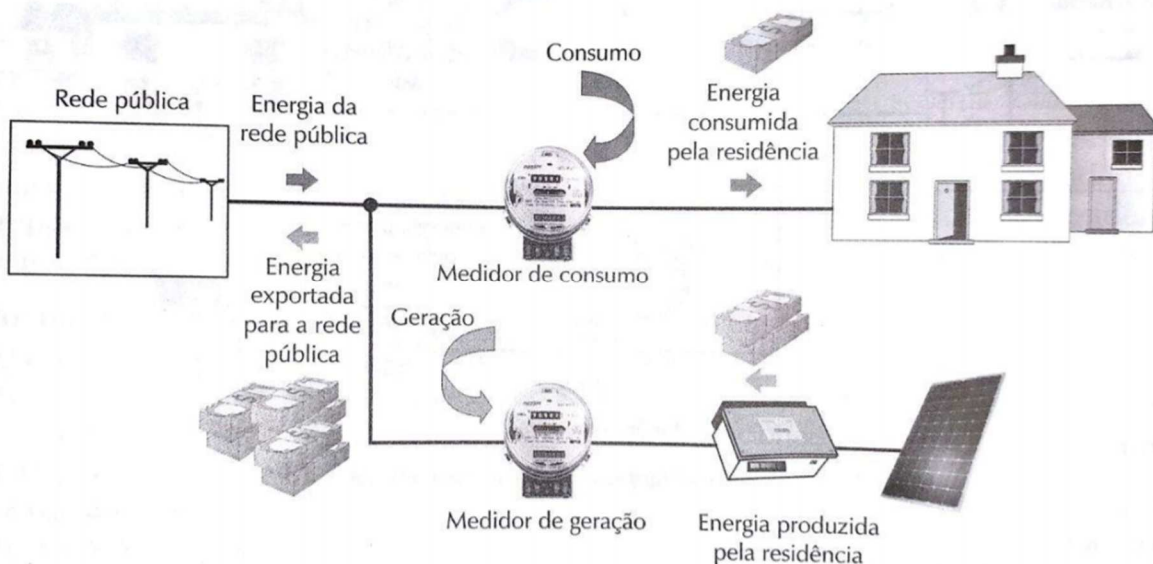 Rede pública
Energia da
rede pública
Consumo
Energia
consumida
pela residência
Medidor de consumo
Energia
exportada
para a rede
pública
Geração
Medidor de geração
Energia produzida
pela residência